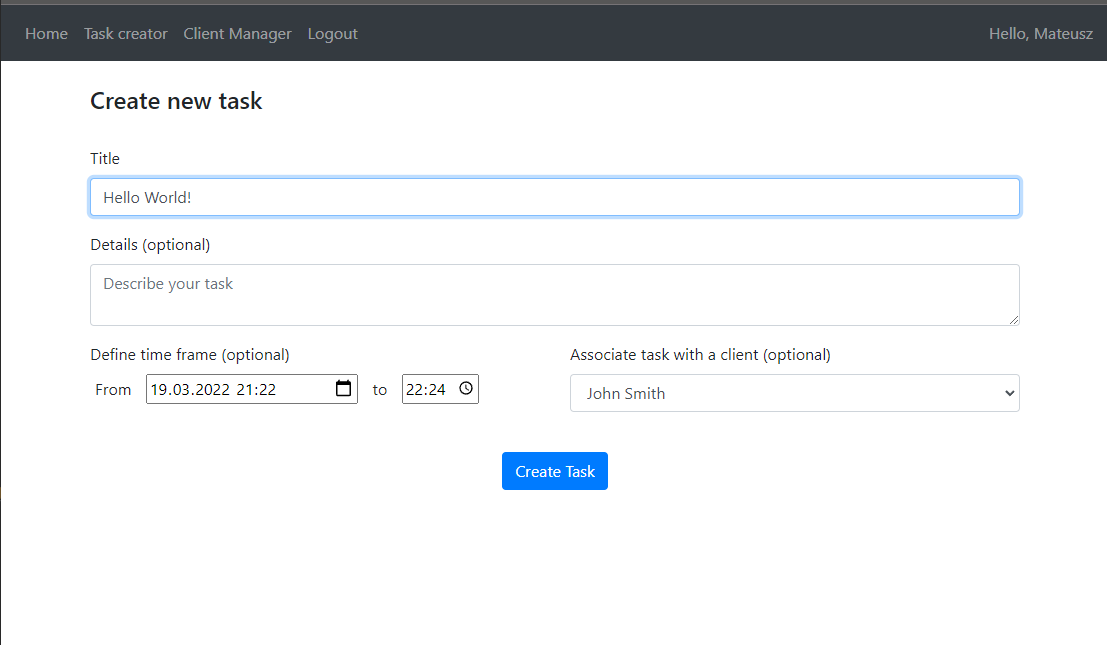 Home Task creator Client Manager Logout Hello, Mateusz
Create new task
Title
Hello World!
Details (optional)
Describe your task
Define time frame (optional) Associate task with a client (optional)
From 19.03.2022 21:22 to 22:24 John Smith
Create Task